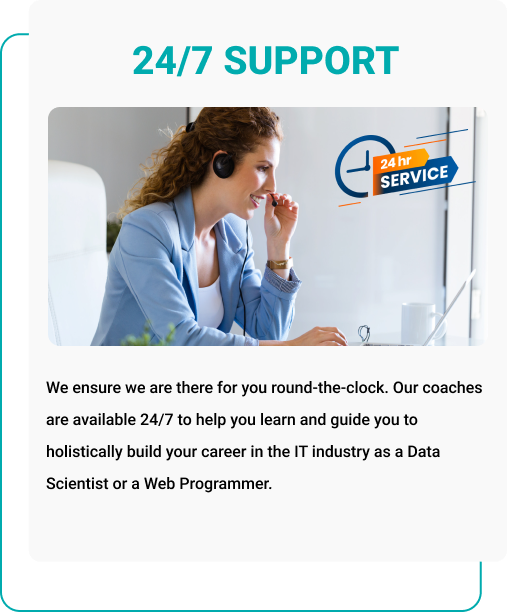 24/7 SUPPORT
24 hr
SERVICE
We ensure we are there for you round-the-clock. Our coaches
are available 24/7 to help you learn and guide you to
holistically build your career in the IT industry as a Data
Scientist or a Web Programmer.